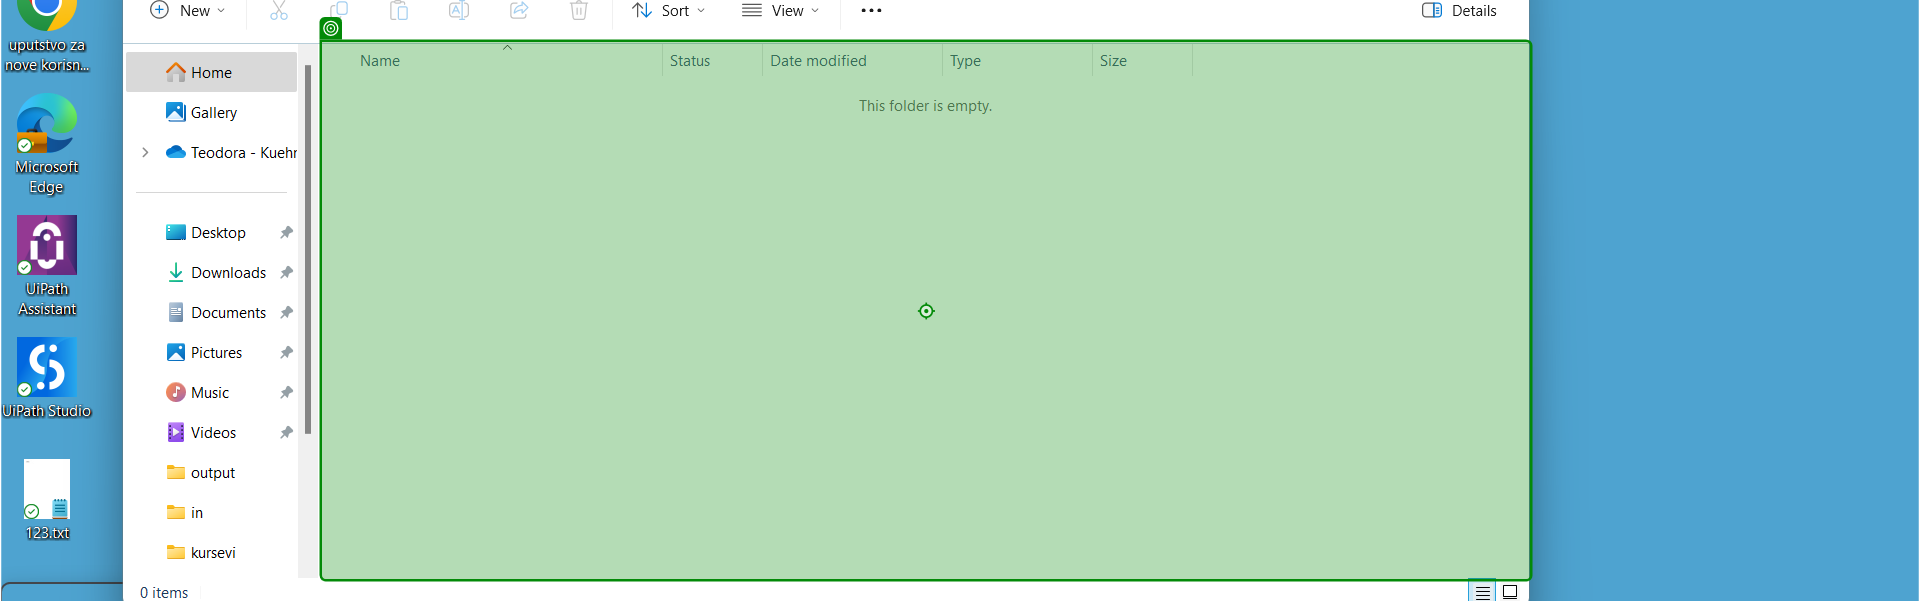 New
Sort
View
Details
uputstvo za
nove korisn...
Microsoft
Edge
UiPath
Assistant
UiPath Studio
123.txt
Home
Gallery
Teodora - Kuehn
Desktop
Downloads
Documents
Pictures
Music
Videos
output
in
kursevi
Name
Status
Date modified
Type
Size
This folder is empty.
0 items